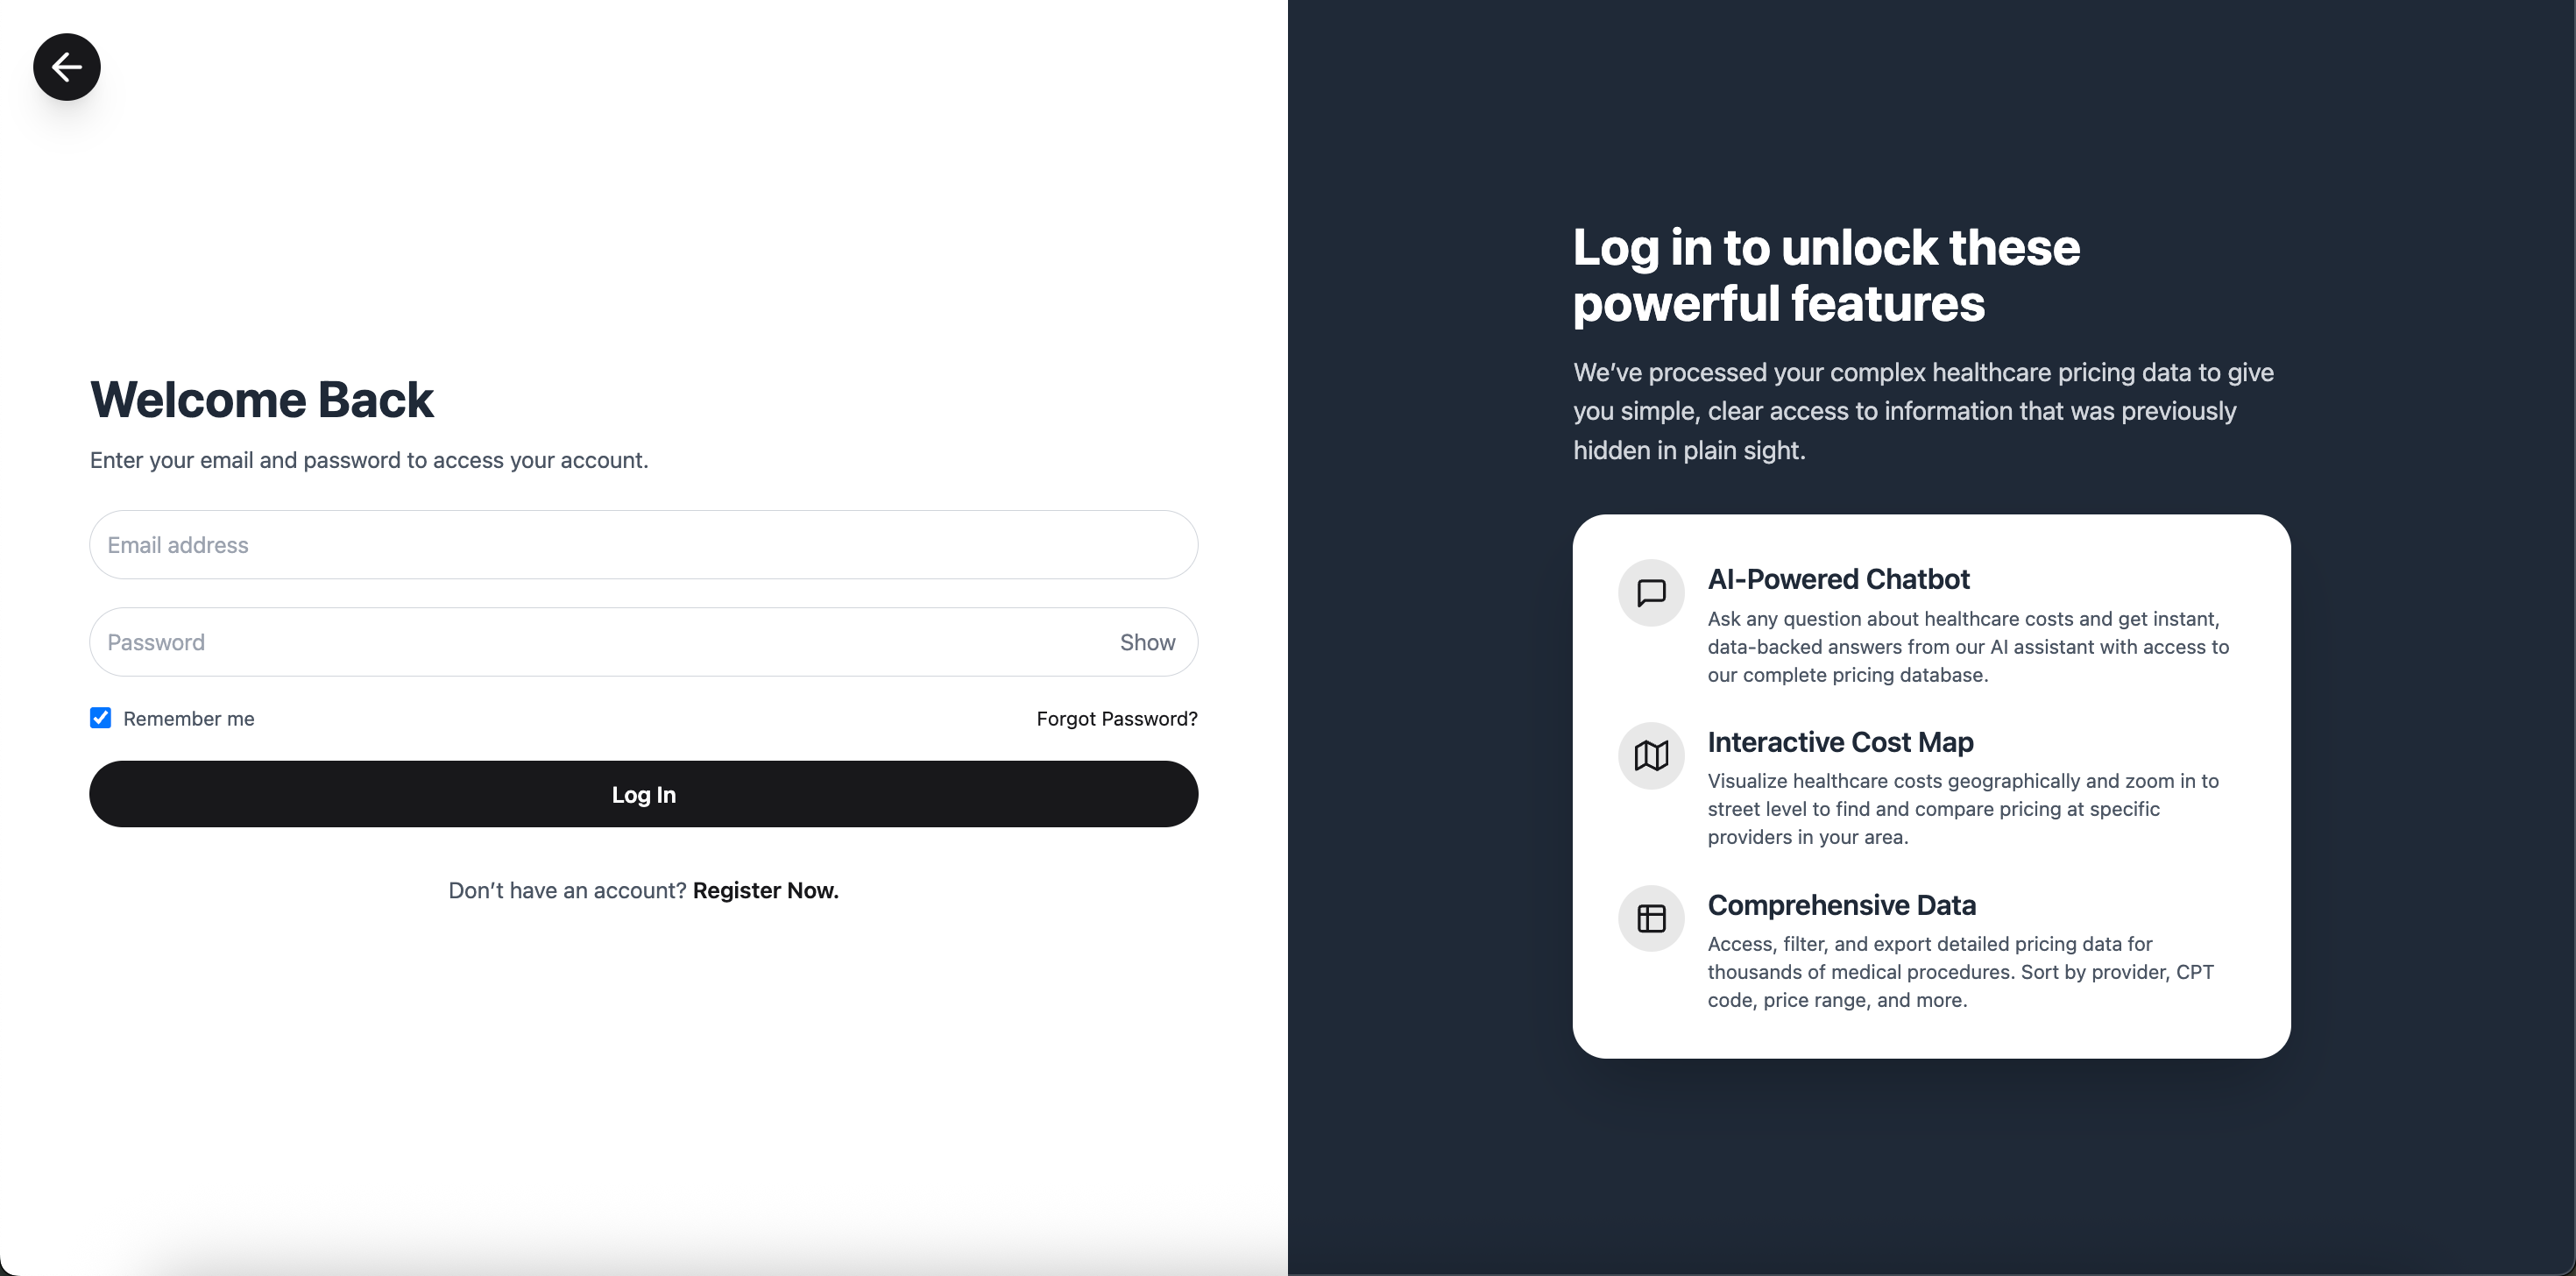 Welcome Back
Enter your email and password to access your account.
Email address
Password
Show
Remember me
Forgot Password?
Log In
Don’t have an account? Register Now.
Log in to unlock these
powerful features
We’ve processed your complex healthcare pricing data to give
you simple, clear access to information that was previously
hidden in plain sight.
AI-Powered Chatbot
Ask any question about healthcare costs and get instant,
data-backed answers from our AI assistant with access to
our complete pricing database.
Interactive Cost Map
Visualize healthcare costs geographically and zoom in to
street level to find and compare pricing at specific
providers in your area.
Comprehensive Data
Access, filter, and export detailed pricing data for
thousands of medical procedures. Sort by provider, CPT
code, price range, and more.